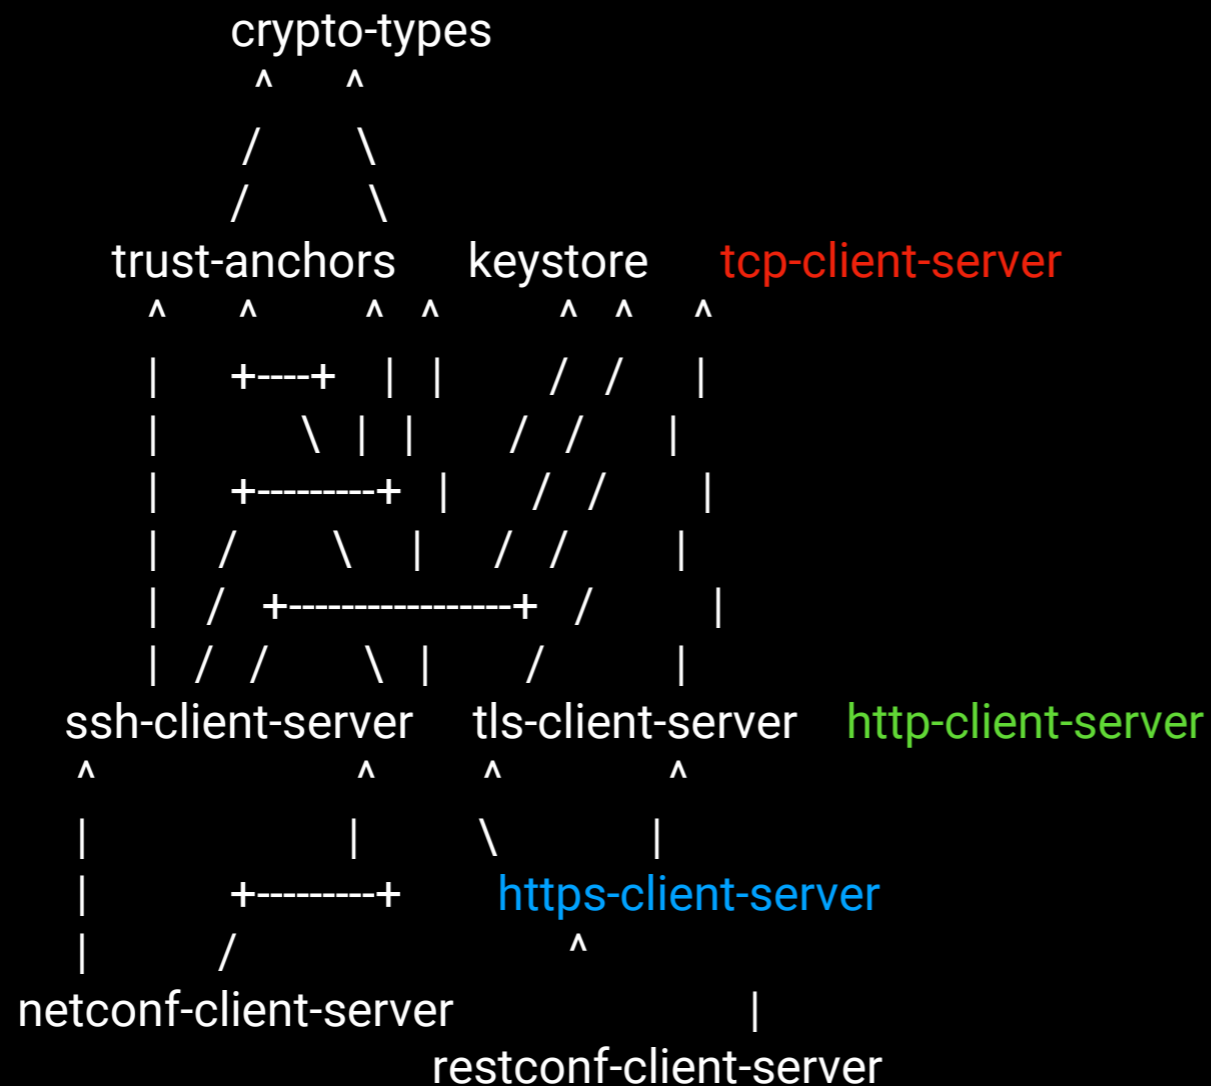 crypto-types
^ ^
/ \
/ \
trust-anchors keystore tcp-client-server
^ ^ ^ ^ ^ ^ ^
| +----+ | | / / |
| \ | | / / |
| +---------+ | / / |
| / \ | / / |
| / +-----------------+ / |
| / / \ | / |
ssh-client-server tls-client-server http-client-server
^ ^ ^ ^
| | \ |
| +---------+ https-client-server
| / ^
netconf-client-server |
restconf-client-server